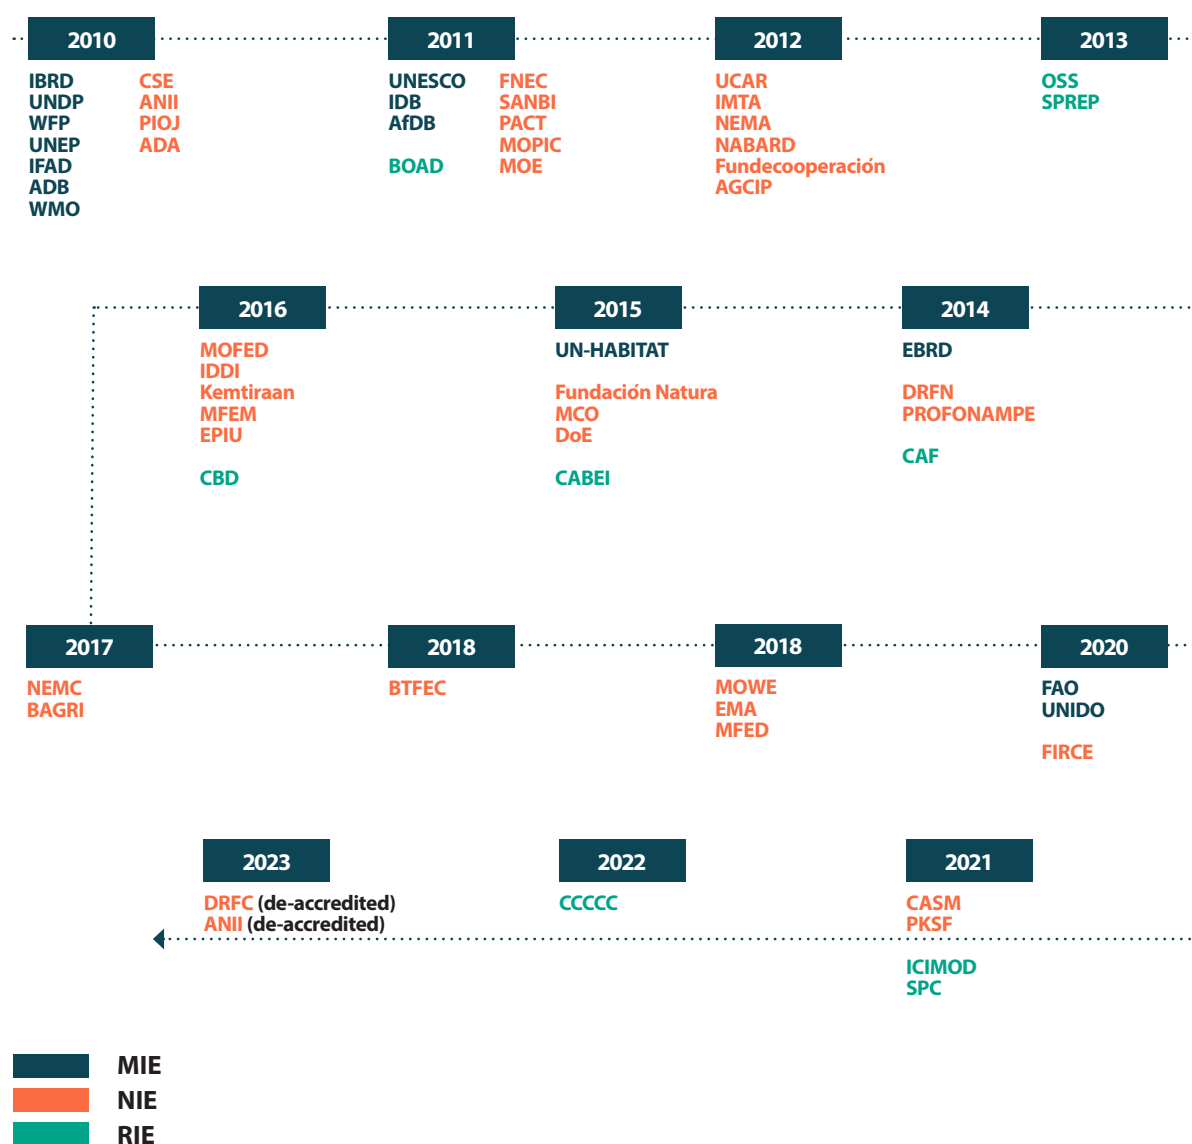 2010
IBRD
UNDP
WFP
UNEP
IFAD
ADB
WMO
CSE
ANII
PIOJ
ADA
2011
UNESCO
IDB
AfDB
BOAD
FNEC
SANBI
PACT
MOPIC
MOE
2012
UCAR
IMTA
NEMA
NABARD
Fundecooperación
AGCIP
2013
OSS
SPREP
2016
MOFED
IDDI
Kemtiraan
MFEM
EPIU
CBD
2015
UN-HABITAT
Fundación Natura
MCO
DoE
CABEI
2014
EBRD
DRFN
PROFONAMPE
CAF
2017
NEMC
BAGRI
2018
BTFEC
2018
MOWE
EMA
MFED
2020
FAO
UNIDO
FIRCE
2023
DRFC (de-accredited)
ANII (de-accredited)
2022
CCCCC
2021
CASM
PKSF
ICIMOD
SPC
MIE
NIE
RIE